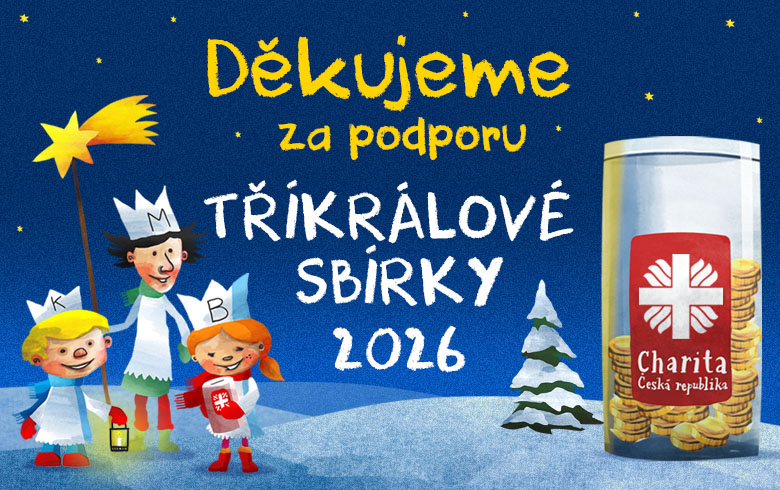 Děkujeme
za podporu
TŘÍKRÁLOVÉ
SBÍRKY
2026
K
M
B
Charita
Česká republika